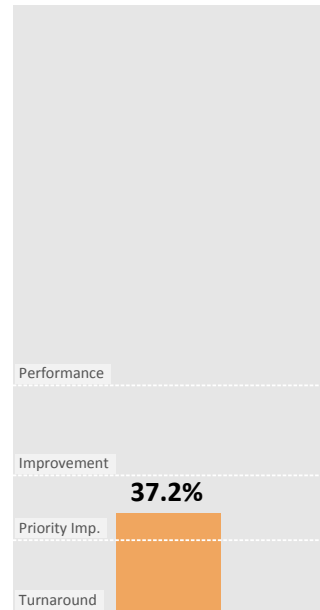 Performance
Improvement
37.2%
Priority Imp.
Turnaround